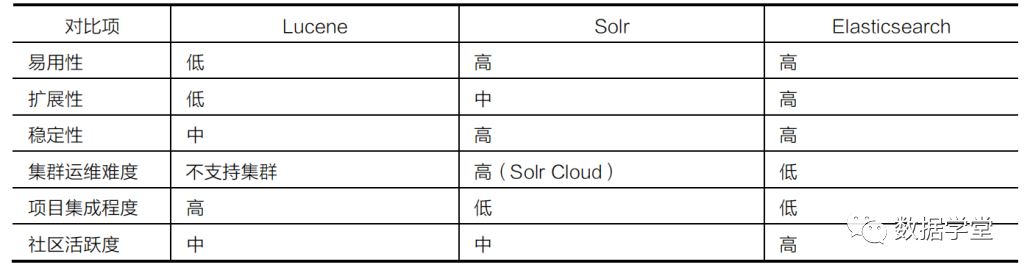 对比项 Lucene Solr Elasticsearch
易用性 低 高 高
扩展性 低 中 高
稳定性 中 高 高
集群运维难度 不支持集群 高（Solr Cloud） 低
项目集成程度 高 低 低
社区活跃度 中 中 高
数据学堂